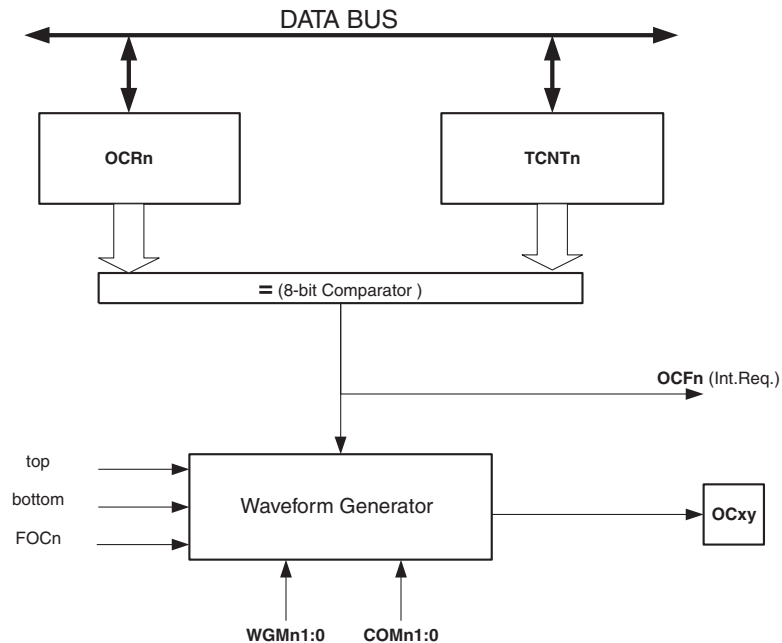 DATA BUS
OCRn
TCNTn
= (8-bit Comparator )
OCFn (Int.Req.)
top
bottom
FOCn
Waveform Generator
OCxy
WGMn1:0
COMn1:0